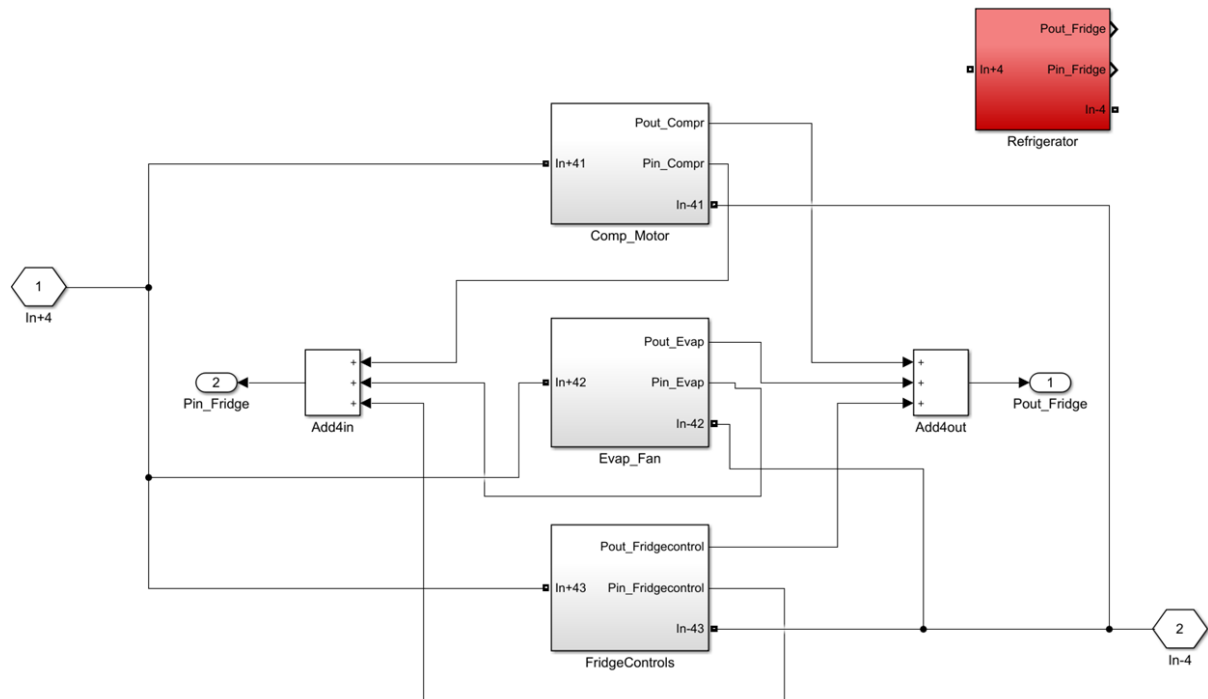 Pout_Fridge
In+4
Pin_Fridge
In-4
Refrigerator
Pout_Compr
In+41
Pin_Compr
In-41
Comp_Motor
1
In+4
Pout_Evap
In+42
Pin_Evap
In-42
Evap_Fan
2
Pin_Fridge
+
+
+
Add4in
+
+
+
Add4out
1
Pout_Fridge
Pout_Fridgecontrol
In+43
Pin_Fridgecontrol
In-43
FridgeControls
2
In-4